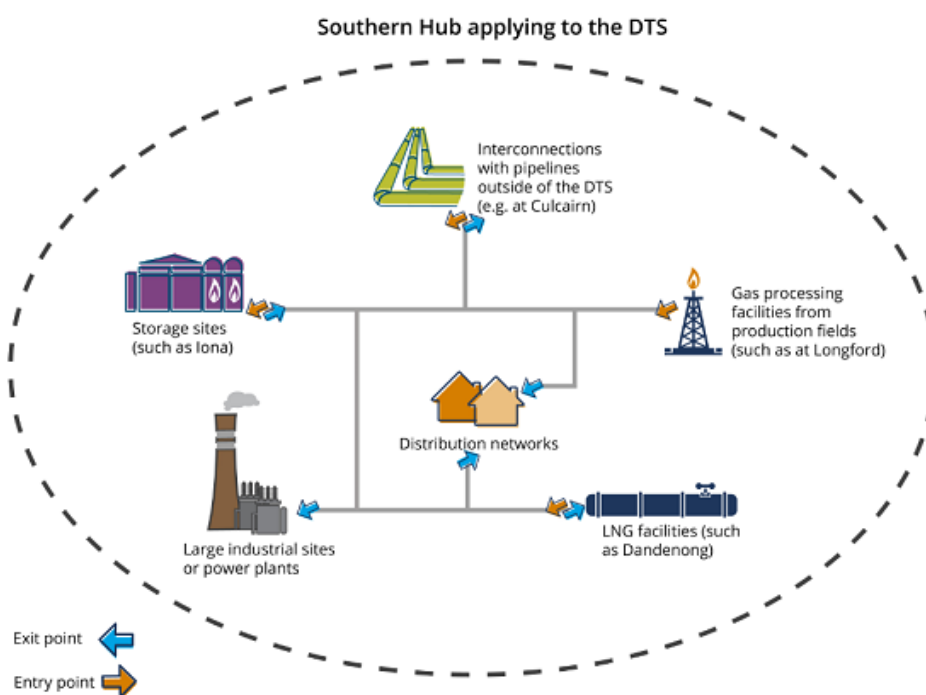 Southern Hub applying to the DTS
Interconnections
with pipelines
outside of the DTS
(e.g. at Culcairn)
Storage sites
(such as Iona)
Gas processing
facilities from
production fields
(such as at Longford)
Distribution networks
Large industrial sites
or power plants
LNG facilities (such
as Dandenong)
Exit point
Entry point